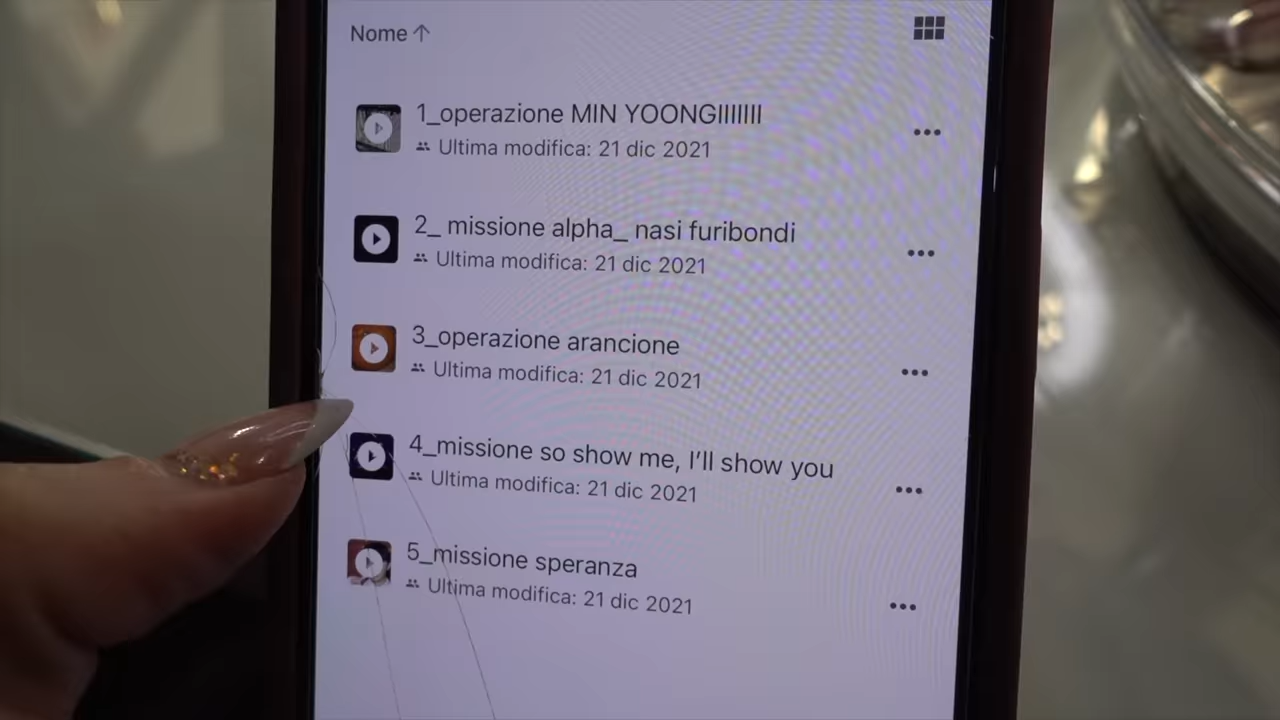 Nome ↑
1_operazione MIN YOONGIIIIIII
Ultima modifica: 21 dic 2021
2_ missione alpha_ nasi furibondi
Ultima modifica: 21 dic 2021
3_operazione arancione
Ultima modifica: 21 dic 2021
4_missione so show me, I’ll show you
Ultima modifica: 21 dic 2021
5_missione speranza
Ultima modifica: 21 dic 2021